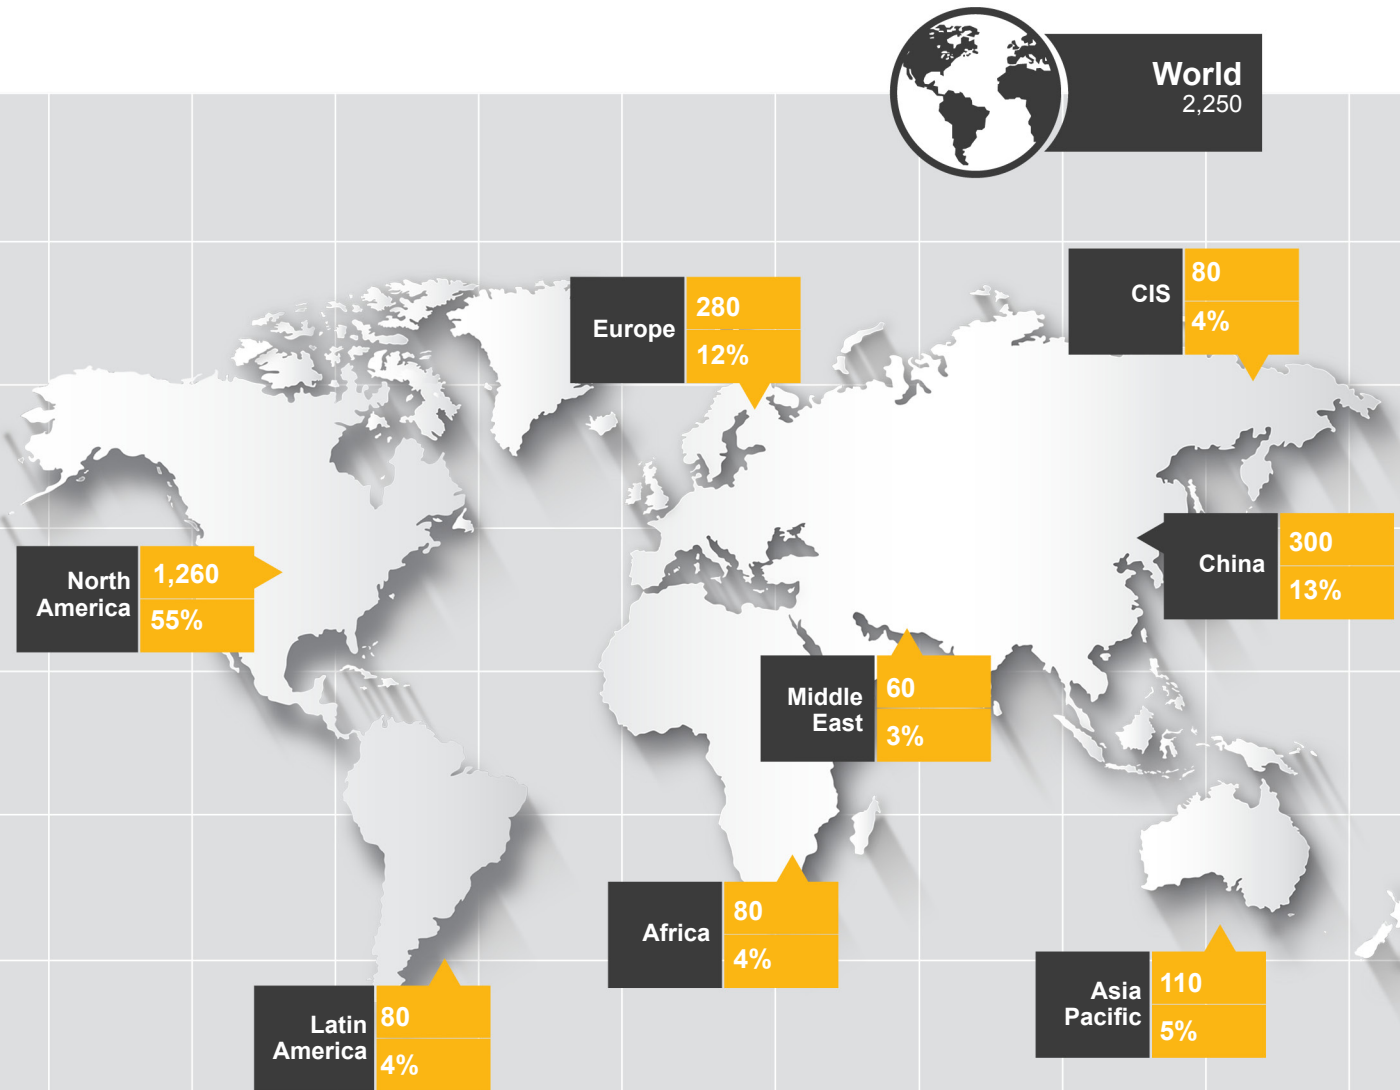 World
2,250
CIS
80
4%
Europe
280
12%
China
300
13%
North
America
1,260
55%
Middle
East
60
3%
Africa
80
4%
Asia
Pacific
110
5%
Latin
America
80
4%